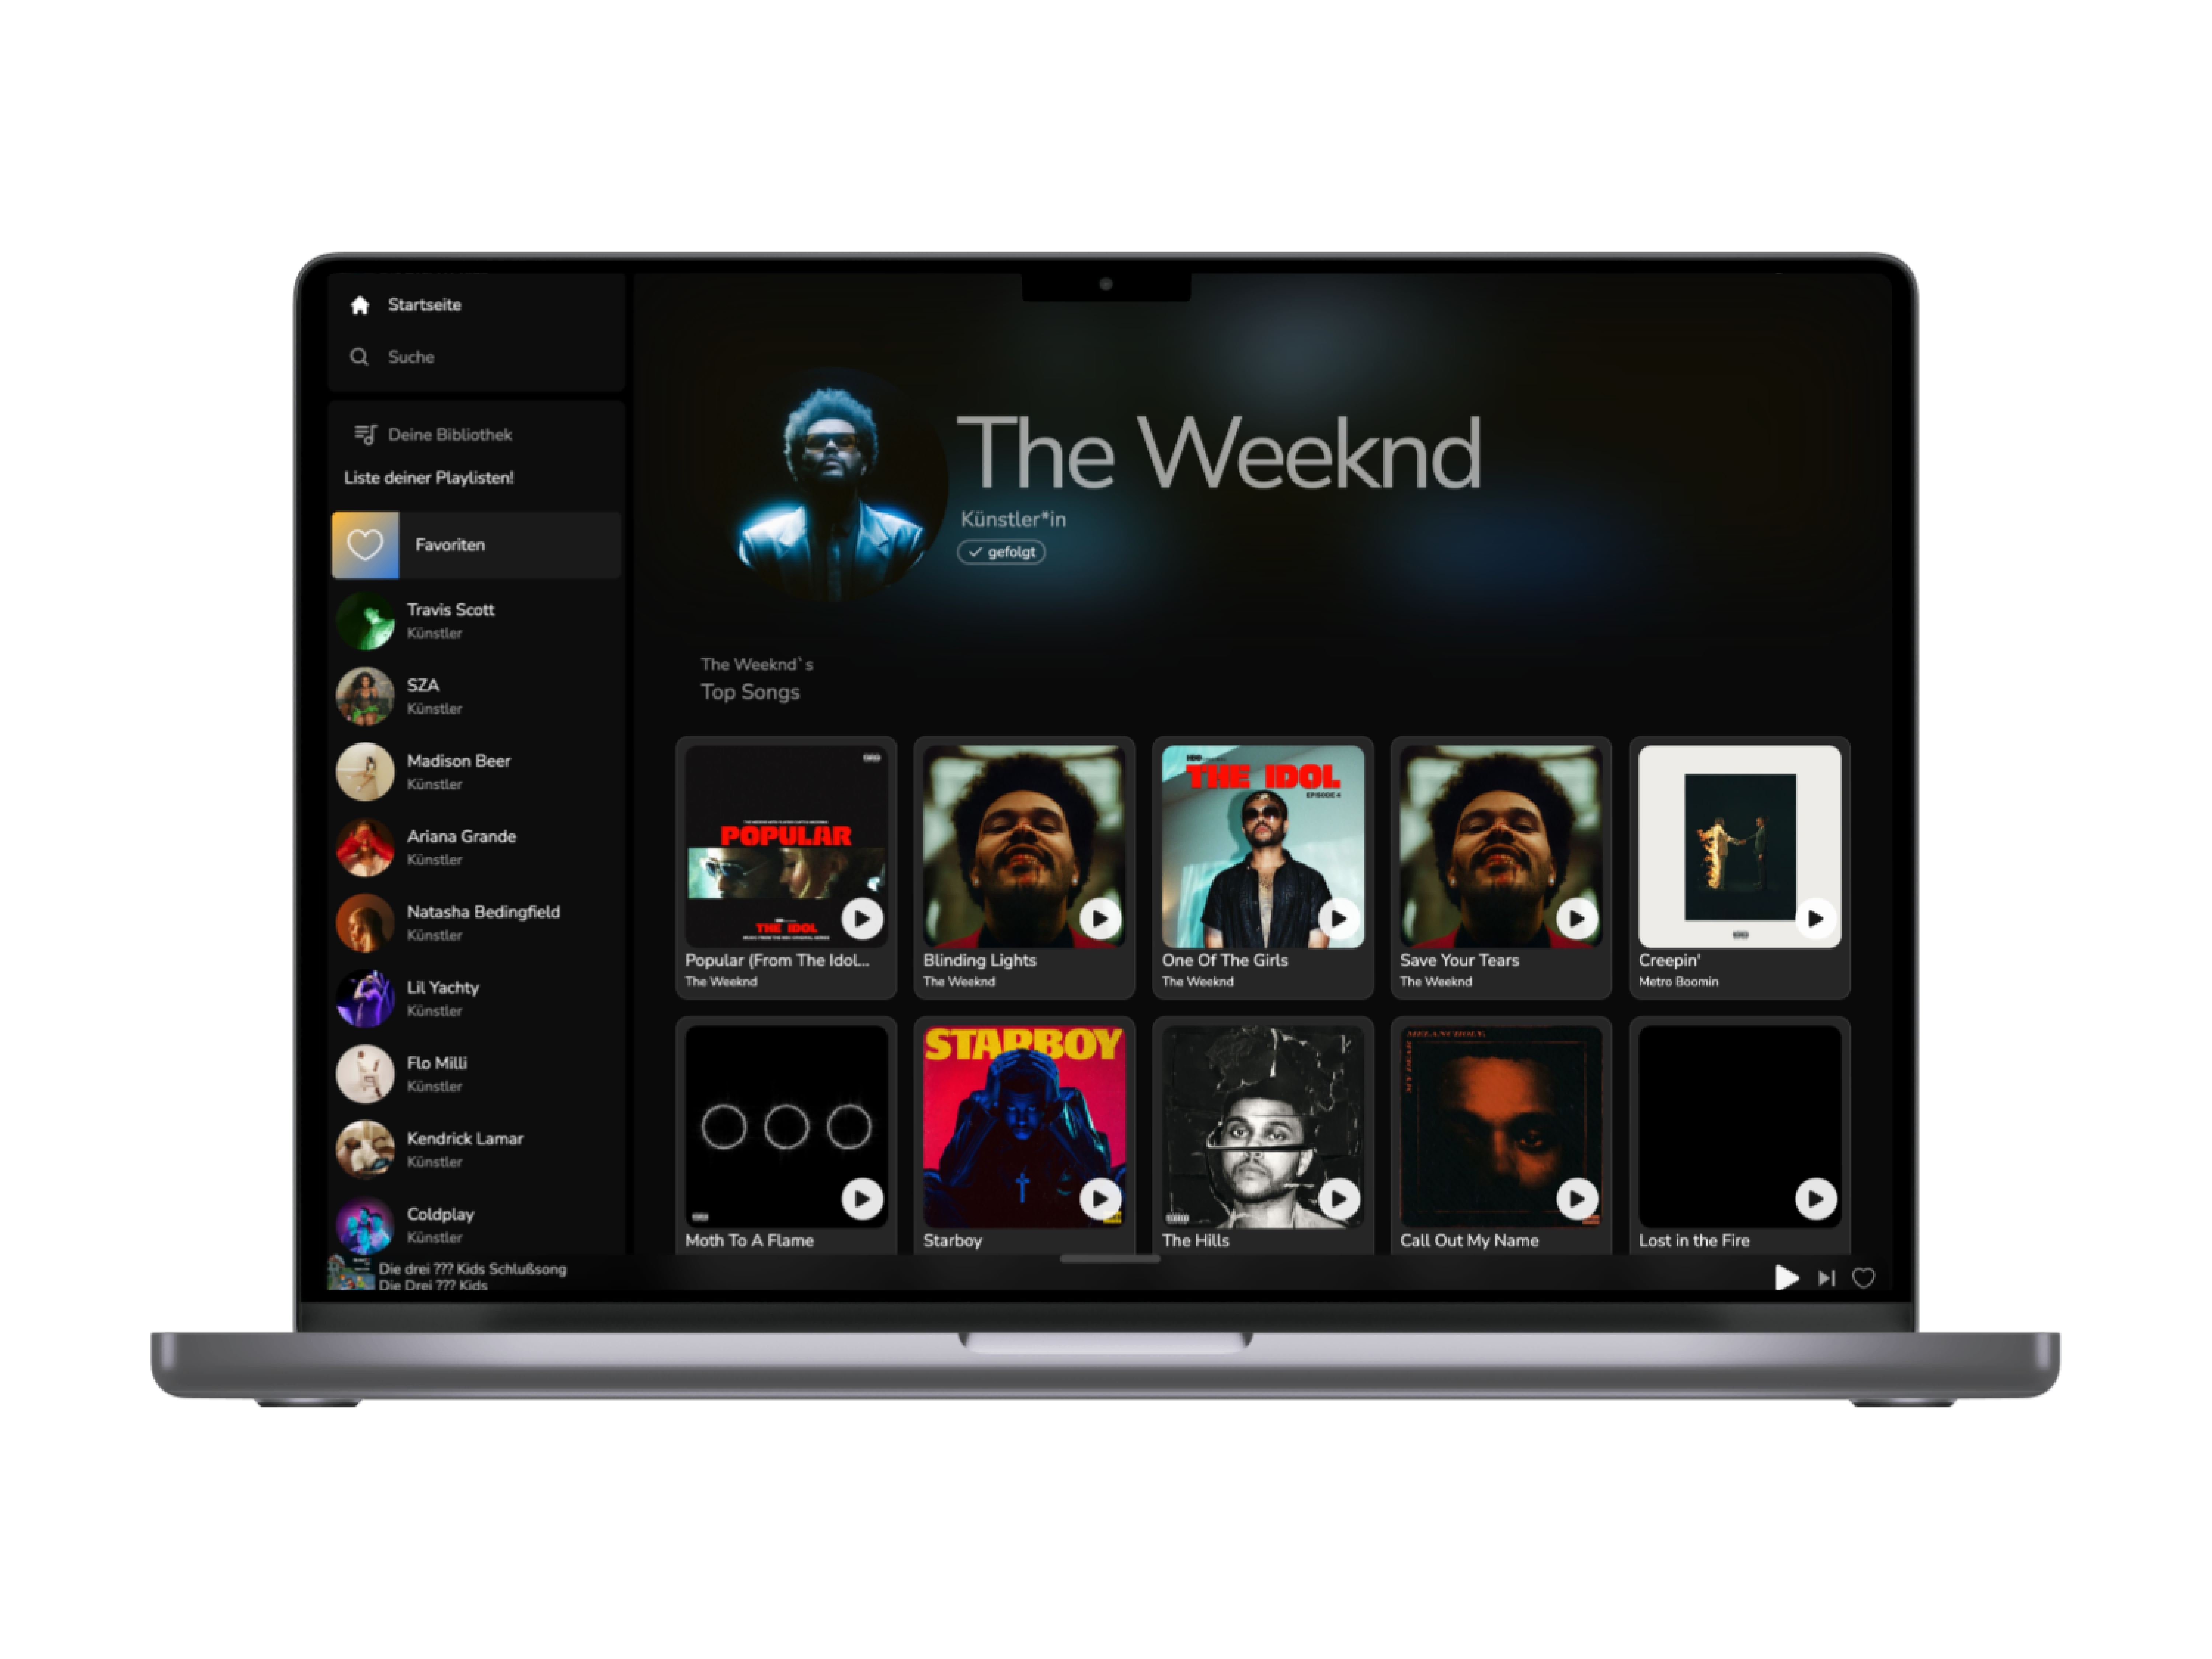 Startseite
Suche
Deine Bibliothek
Liste deiner Playlisten!
Favoriten
Travis Scott
Künstler
SZA
Künstler
Madison Beer
Künstler
Ariana Grande
Künstler
Natasha Bedingfield
Künstler
Lil Yachty
Künstler
Flo Milli
Künstler
Kendrick Lamar
Künstler
Coldplay
Künstler
The Weeknd
Künstler*in
gefolgt
The Weeknd`s
Top Songs
POPULAR
THE IDOL
Popular (From The Idol...
The Weeknd
Blinding Lights
The Weeknd
HBO
THE IDOL
EPISODE 4
One Of The Girls
The Weeknd
Save Your Tears
The Weeknd
Creepin'
Metro Boomin
Moth To A Flame
STARBOY
Starboy
The Hills
MY DEAR
MELANCHOLY,
Call Out My Name
Lost in the Fire
Die drei ??? Kids Schlußsong
Die Drei ??? Kids